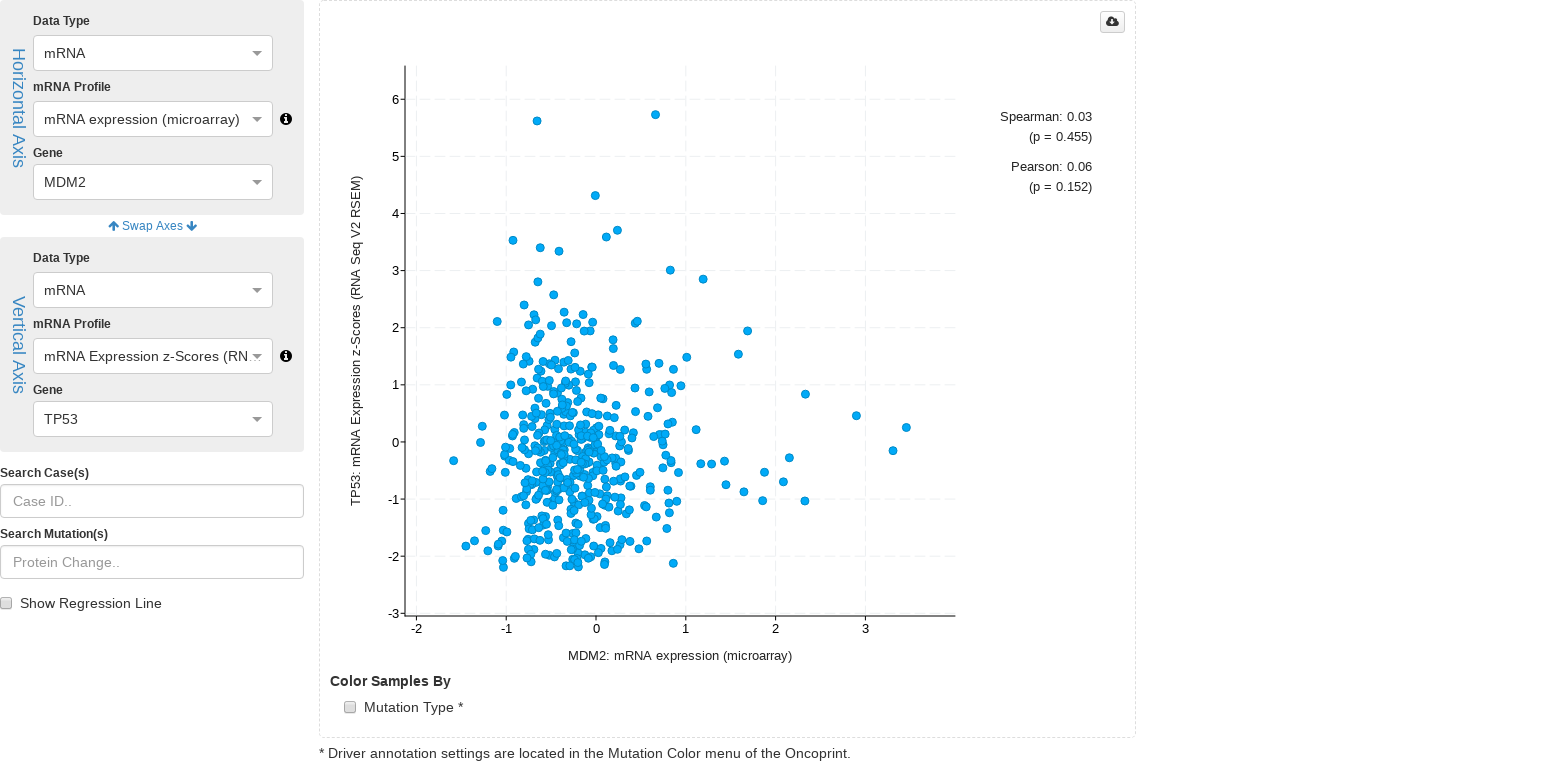 Horizontal Axis
Data Type
mRNA
mRNA Profile
mRNA expression (microarray)
Gene
MDM2
Swap Axes
Vertical Axis
Data Type
mRNA
mRNA Profile
mRNA Expression z-Scores (RN...
Gene
TP53
Search Case(s)
Case ID..
Search Mutation(s)
Protein Change..
Show Regression Line
TP53: mRNA Expression z-Scores (RNA Seq V2 RSEM)
6
5
4
3
2
1
0
-1
-2
-3
-2
-1
0
1
2
3
MDM2: mRNA expression (microarray)
Spearman: 0.03
(p = 0.455)
Pearson: 0.06
(p = 0.152)
Color Samples By
Mutation Type *
* Driver annotation settings are located in the Mutation Color menu of the Oncoprint.